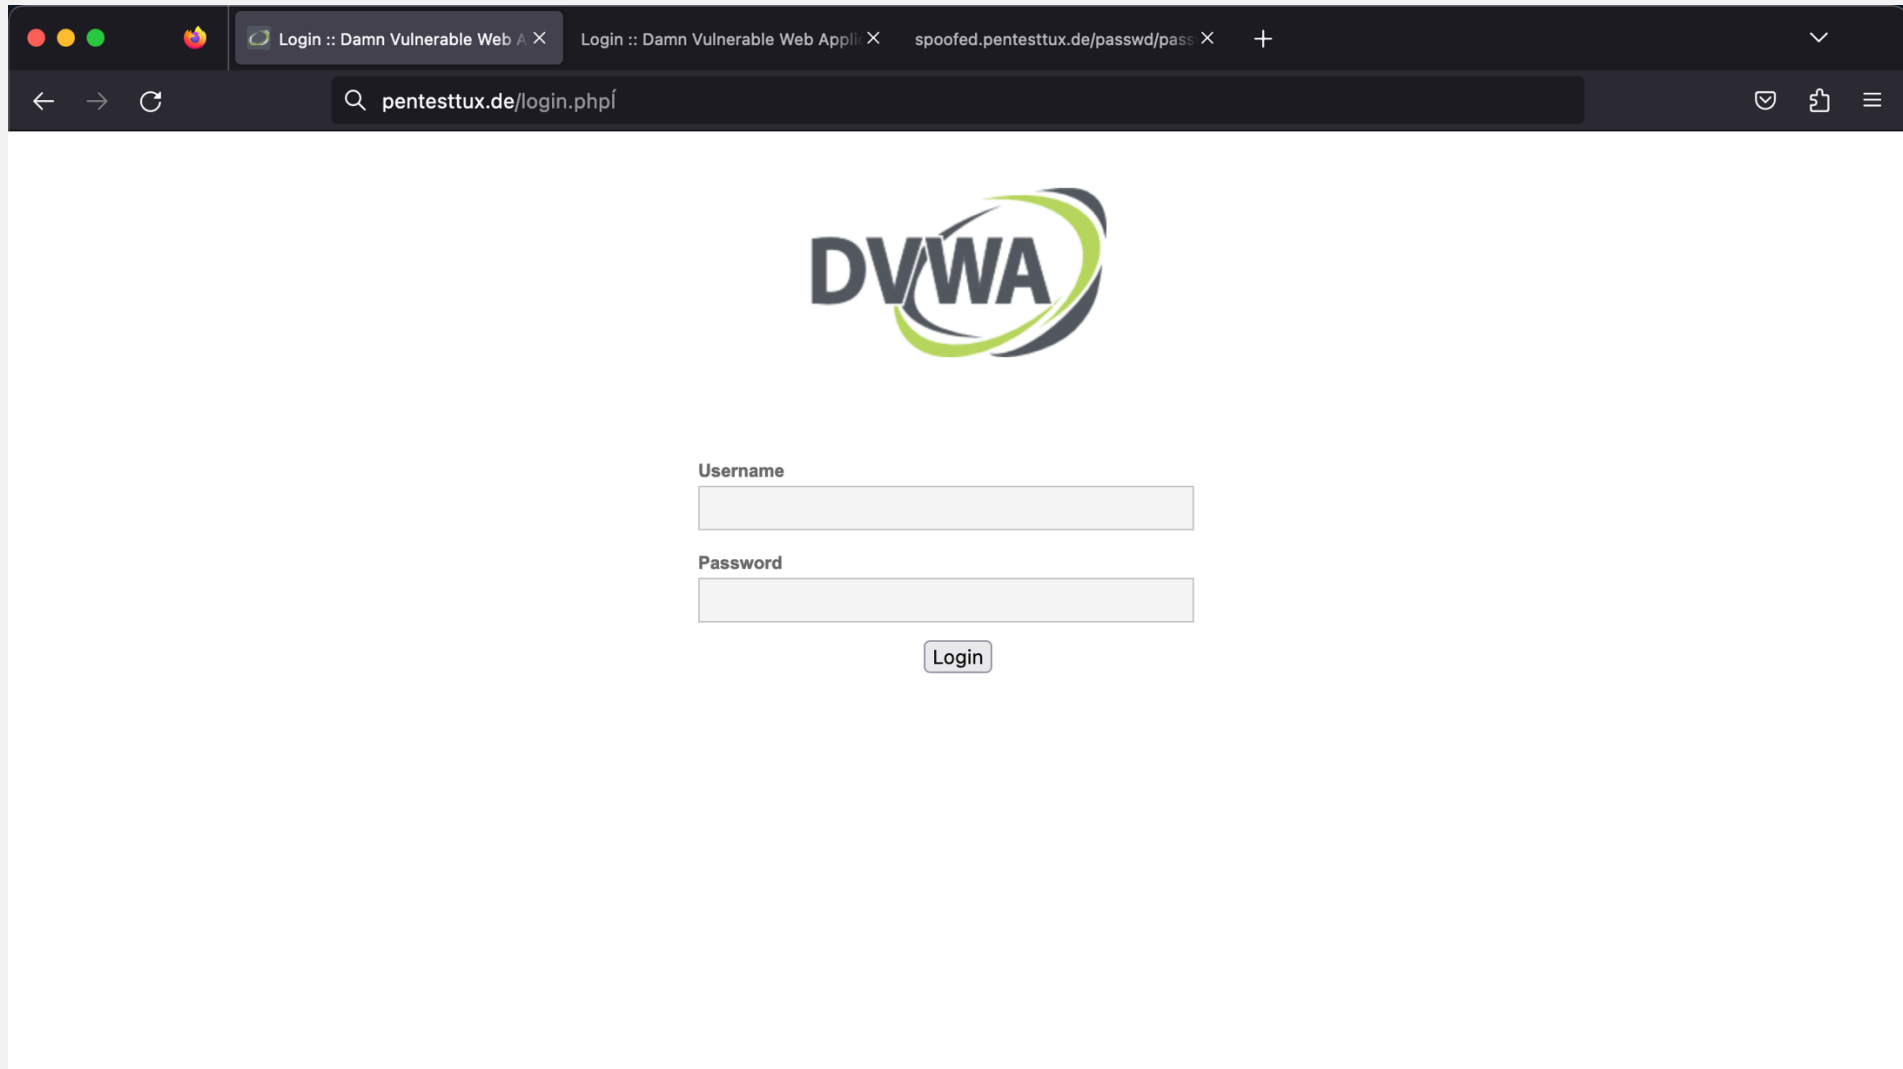 Login :: Damn Vulnerable Web A
Login :: Damn Vulnerable Web Appli
spoofed.pentesttux.de/passwd/pass
pentesttux.de/login.phpÍ
DVWA
Username
Password
Login